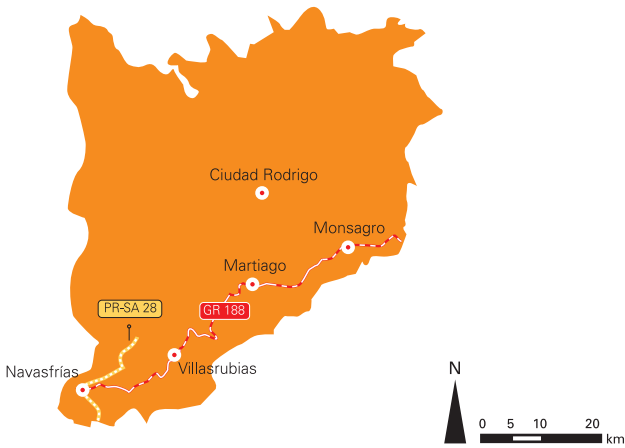 Ciudad Rodrigo
Monsagro
Martiago
PR-SA 28
GR 188
Navasfrías
Villasrubias
N
0 5 10 20
km